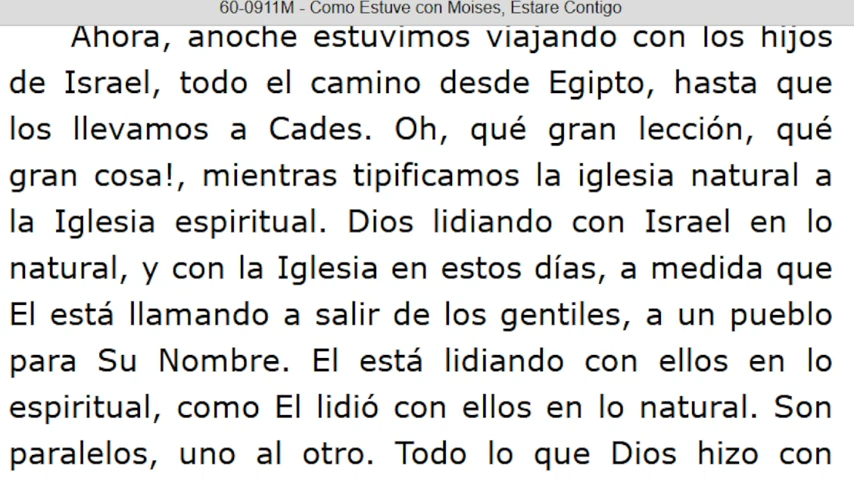 60-0911M - Como Estuve con Moises, Estare Contigo
Ahora, anoche estuvimos viajando con los hijos
de Israel, todo el camino desde Egipto, hasta que
los llevamos a Cades. Oh, qué gran lección, qué
gran cosa!, mientras tipificamos la iglesia natural a
la Iglesia espiritual. Dios lidiando con Israel en lo
natural, y con la Iglesia en estos días, a medida que
El está llamando a salir de los gentiles, a un pueblo
para Su Nombre. El está lidiando con ellos en lo
espiritual, como El lidió con ellos en lo natural. Son
paralelos, uno al otro. Todo lo que Dios hizo con